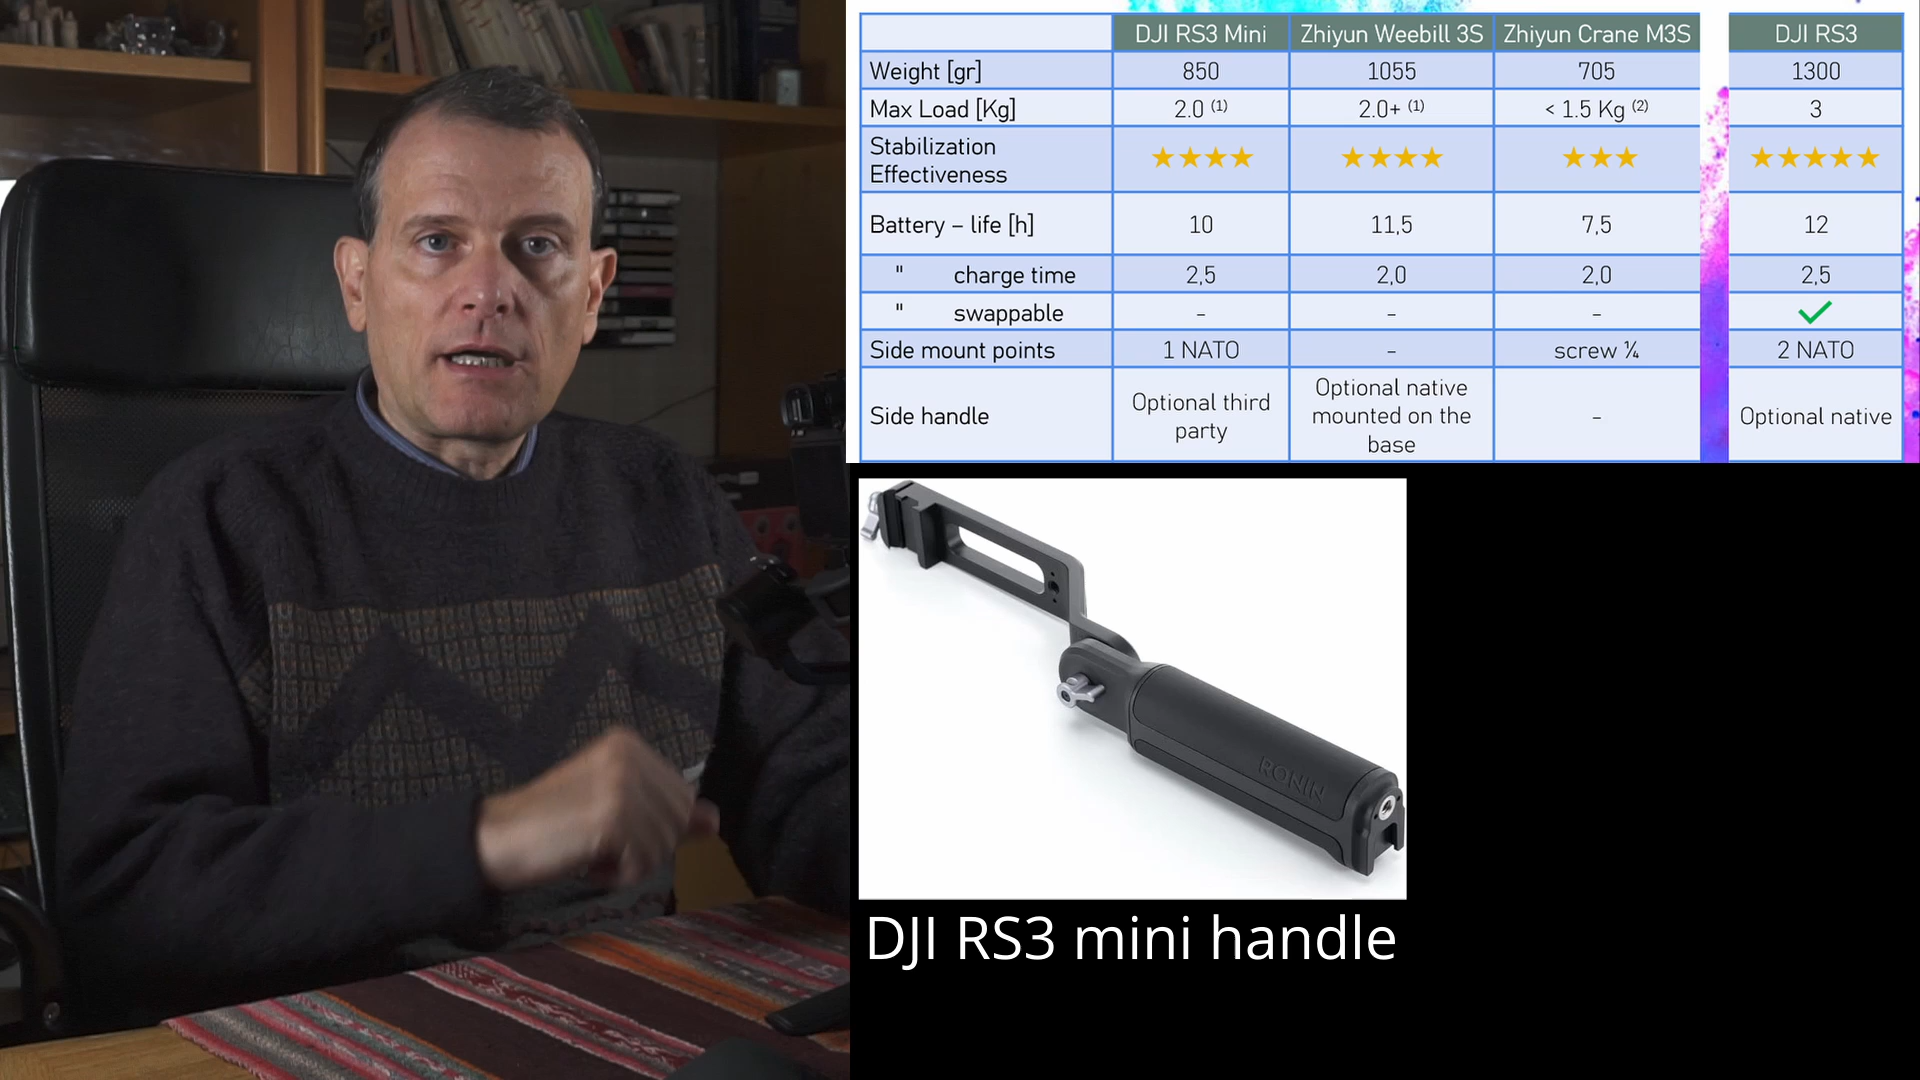 DJI RS3 Mini Zhiyun Weebill 3S Zhiyun Crane M3S DJI RS3
Weight [gr] 850 1055 705 1300
Max Load [Kg] 2.0 (1) 2.0+ (1) < 1.5 Kg (2) 3
Stabilization
Effectiveness
Battery – life [h] 10 11,5 7,5 12
" charge time 2,5 2,0 2,0 2,5
" swappable - - -
Side mount points 1 NATO - screw ¼ 2 NATO
Side handle
Optional third
party
Optional native
mounted on the
base
-
Optional native
RONIN
DJI RS3 mini handle